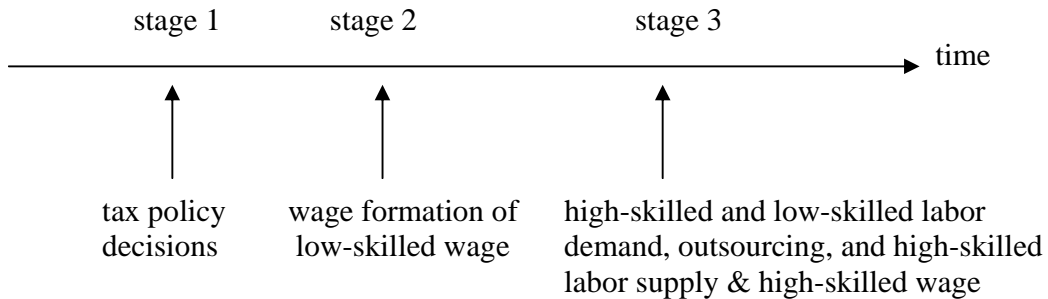 stage 1 stage 2 stage 3
time
tax policy wage formation of high-skilled and low-skilled labor
decisions low-skilled wage demand, outsourcing, and high-skilled
labor supply & high-skilled wage